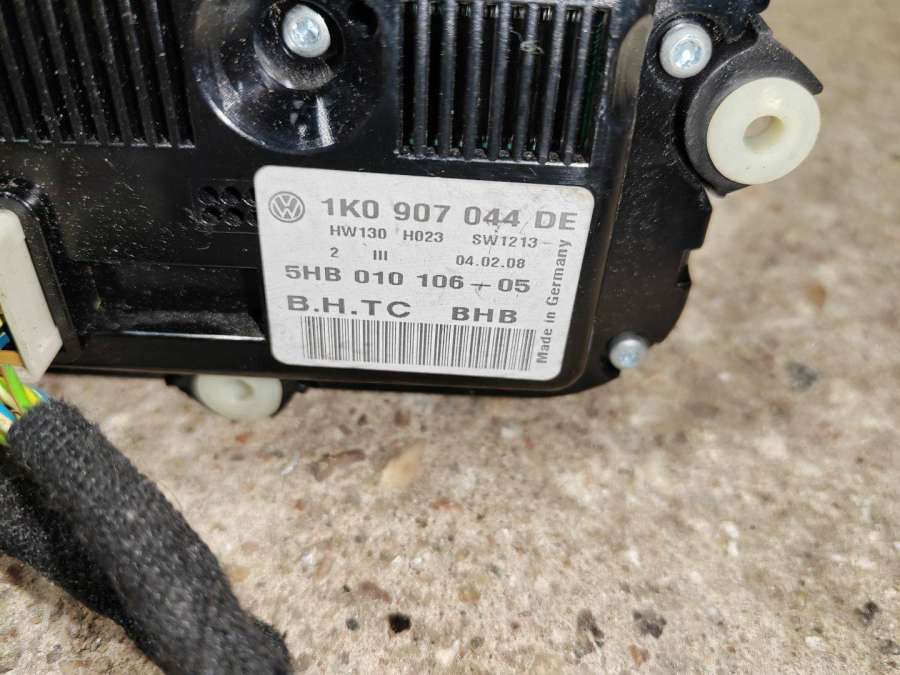 1K0 907 044 DE
HW130 H023 SW1213
2 III 04.02.08
5HB 010 106-05
B.H.TC BHB
Made in Germany